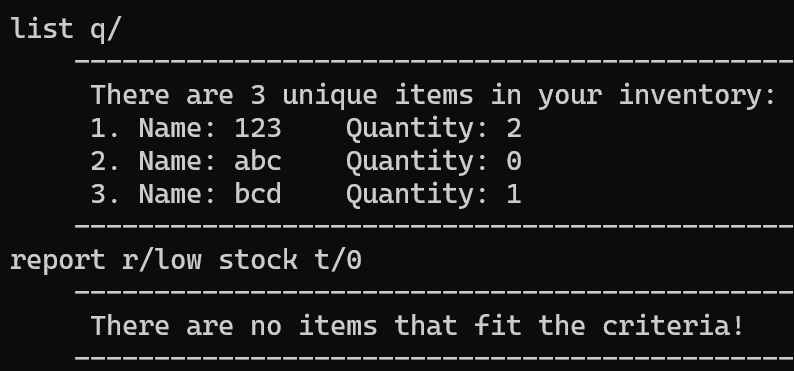 list q/
There are 3 unique items in your inventory:
1. Name: 123    Quantity: 2
2. Name: abc    Quantity: 0
3. Name: bcd    Quantity: 1
report r/low stock t/0
There are no items that fit the criteria!